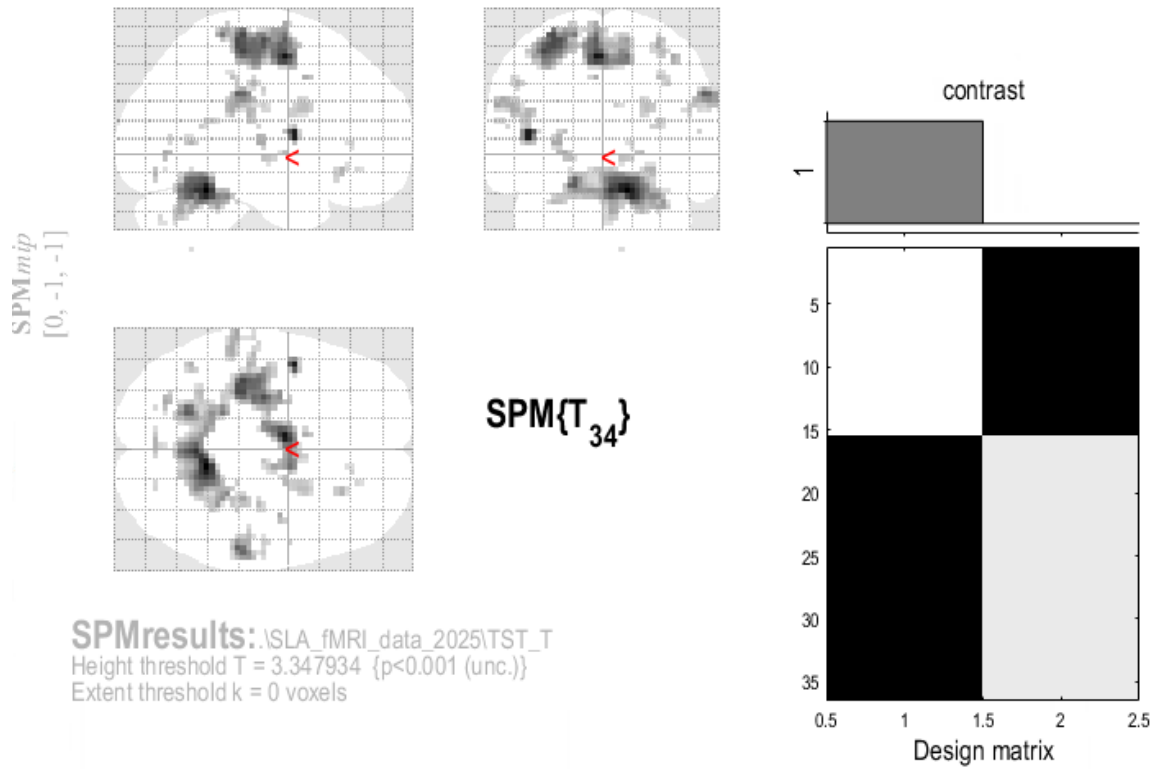 contrast
1
SPMmip
[0, -1, -1]
<
<
<
SPM{T34}
5
10
15
20
25
30
35
0.5 1 1.5 2 2.5
Design matrix
SPMresults:.\SLA_fMRI_data_2025\TST_T
Height threshold T = 3.347934 {p<0.001 (unc.)}
Extent threshold k = 0 voxels